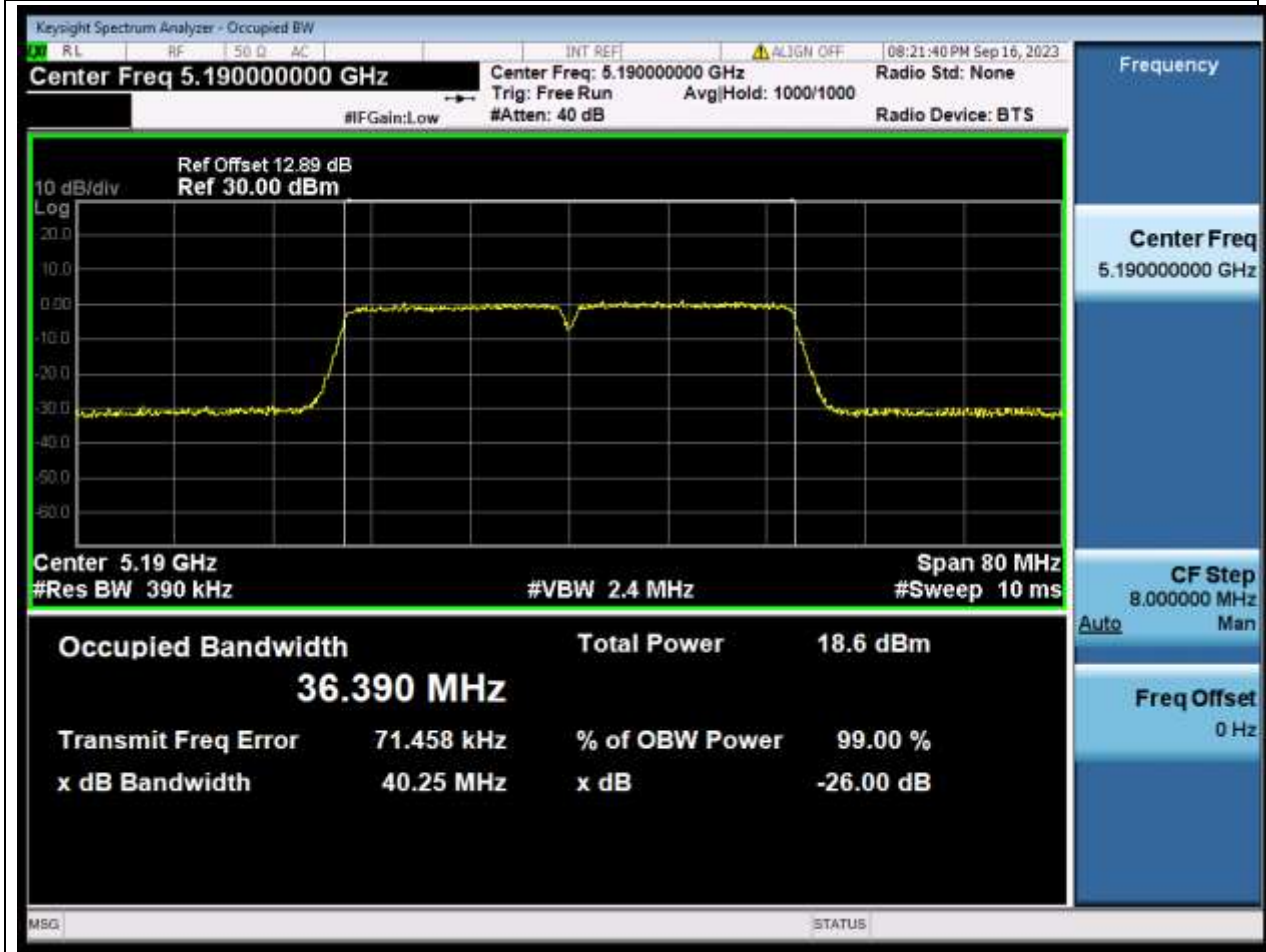 Keysight Spectrum Analyzer - Occupied BW
LXI RL RF 50 Ω AC INT REF ALIGN OFF 08:21:40 PM Sep 16, 2023
Center Freq 5.190000000 GHz
Center Freq: 5.190000000 GHz
Radio Std: None
Trig: Free Run Avg|Hold: 1000/1000
#IFGain:Low #Atten: 40 dB Radio Device: BTS
Frequency
Ref Offset 12.89 dB
10 dB/div Ref 30.00 dBm
Log
20.0
10.0
0.00
-10.0
-20.0
-30.0
-40.0
-50.0
-60.0
Center 5.19 GHz Span 80 MHz
#Res BW 390 kHz #VBW 2.4 MHz #Sweep 10 ms
Occupied Bandwidth Total Power 18.6 dBm
36.390 MHz
Transmit Freq Error 71.458 kHz % of OBW Power 99.00 %
x dB Bandwidth 40.25 MHz x dB -26.00 dB
Center Freq
5.190000000 GHz
CF Step
8.000000 MHz
Auto Man
Freq Offset
0 Hz
MSG STATUS